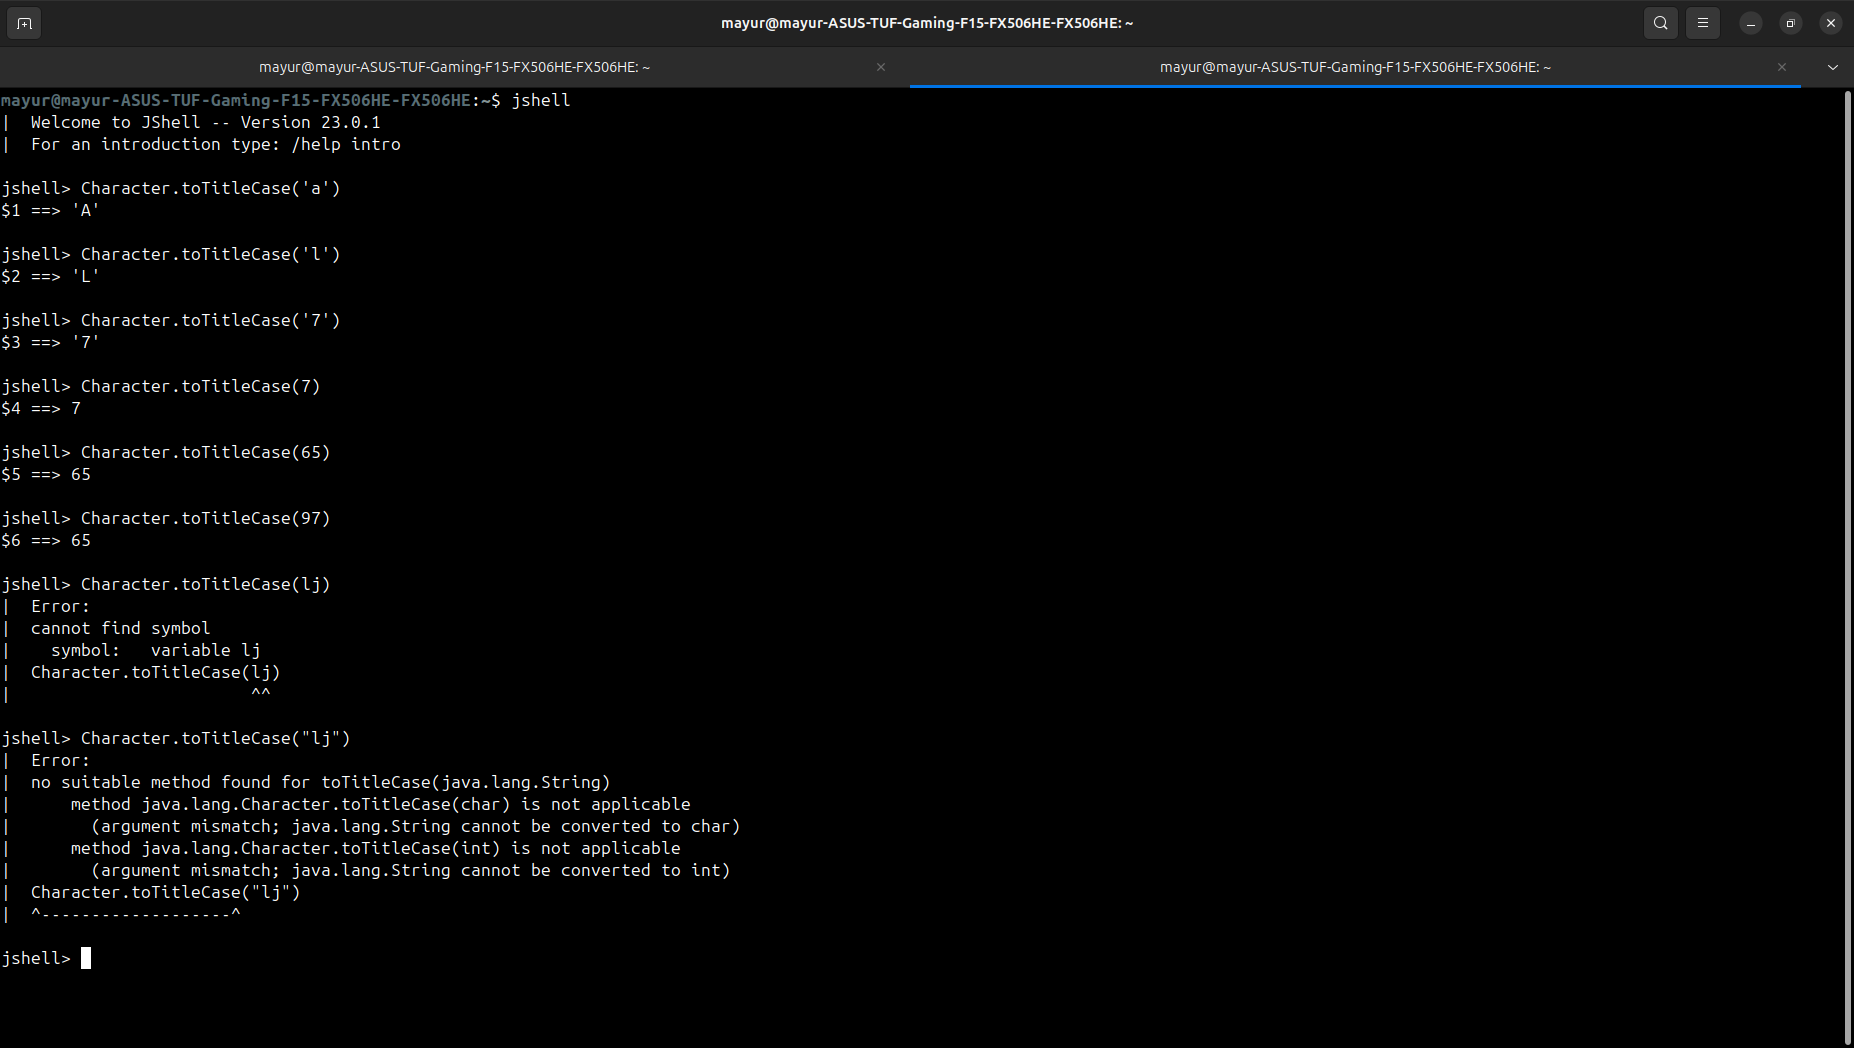 mayur@mayur-ASUS-TUF-Gaming-F15-FX506HE-FX506HE: ~
mayur@mayur-ASUS-TUF-Gaming-F15-FX506HE-FX506HE: ~
mayur@mayur-ASUS-TUF-Gaming-F15-FX506HE-FX506HE: ~
mayur@mayur-ASUS-TUF-Gaming-F15-FX506HE-FX506HE:~$ jshell
|  Welcome to JShell -- Version 23.0.1
|  For an introduction type: /help intro
jshell> Character.toTitleCase('a')
$1 ==> 'A'
jshell> Character.toTitleCase('l')
$2 ==> 'L'
jshell> Character.toTitleCase('7')
$3 ==> '7'
jshell> Character.toTitleCase(7)
$4 ==> 7
jshell> Character.toTitleCase(65)
$5 ==> 65
jshell> Character.toTitleCase(97)
$6 ==> 65
jshell> Character.toTitleCase(lj)
|  Error:
|  cannot find symbol
|    symbol:   variable lj
|  Character.toTitleCase(lj)
|                        ^^
jshell> Character.toTitleCase("lj")
|  Error:
|  no suitable method found for toTitleCase(java.lang.String)
|      method java.lang.Character.toTitleCase(char) is not applicable
|        (argument mismatch; java.lang.String cannot be converted to char)
|      method java.lang.Character.toTitleCase(int) is not applicable
|        (argument mismatch; java.lang.String cannot be converted to int)
|  Character.toTitleCase("lj")
|  ^-------------------^
jshell>